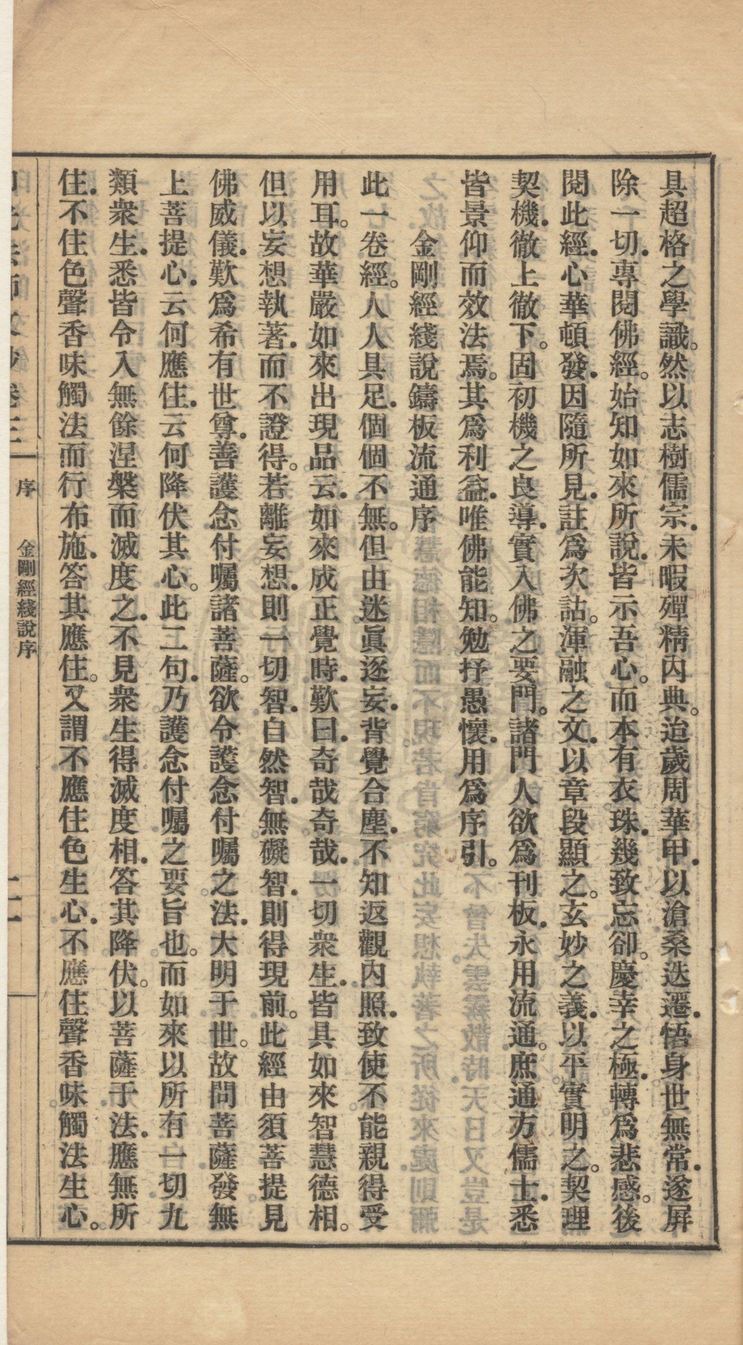 具超格之學識。然以志樹儒宗。未暇殫精內典。迨歲周華甲。以滄桑迭遷。悟身世無常。遂屏
除一切。專閱佛經。始知如來所說。皆示吾心。而本有衣珠。幾致忘卻。慶幸之極。轉爲悲感。後
閱此經。心華頓發。因隨所見。註爲次詁。渾融之文。以章段顯之。玄妙之義。以平實明之。契理
契機。徹上徹下。固初機之良導。實入佛之要門。諸門人欲爲刊板。永用流通。庶通方儒士。悉
皆景仰而效法焉。其爲利益。唯佛能知。勉抒愚懷。用爲序引。
金剛經綫說鑄板流通序
此一卷經。人人具足。個個不無。但由迷眞逐妄。背覺合塵。不知返觀內照。致使不能親得受
用耳。故華嚴如來出現品云。如來成正覺時。歎曰。奇哉奇哉。一切衆生。皆具如來智慧德相。
但以妄想執著。而不證得。若離妄想。則一切智。自然智。無礙智。則得現前。此經由須菩提見
佛威儀。歎爲希有世尊。善護念付囑諸菩薩。欲令護念付囑之法。大明于世。故問菩薩發無
上菩提心。云何應住。云何降伏其心。此二句。乃護念付囑之要旨也。而如來以所有一切九
類衆生。悉皆令入無餘涅槃而滅度之。不見衆生得滅度相。答其降伏。以菩薩于法。應無所
住。不住色聲香味觸法而行布施。答其應住。又謂不應住色生心。不應住聲香味觸法生心。
序 金剛經綫說序